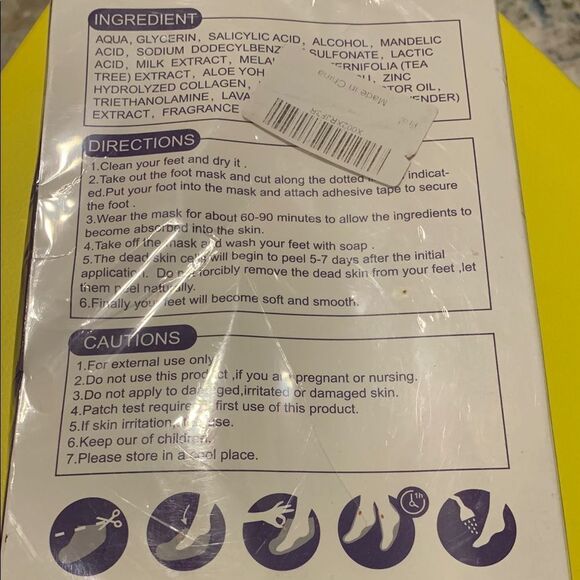 INGREDIENT
AQUA, GLYCERIN, SALICYLIC ACID, ALCOHOL, MANDELIC
ACID, SODIUM DODECYLBENZ SULFONATE, LACTIC
ACID, MILK EXTRACT, MELA ERNIFOLIA (TEA
TREE) EXTRACT, ALOE YOH U, ZINC
HYDROLYZED COLLAGEN, TOR OIL,
TRIETHANOLAMINE, LAVA ENDER)
EXTRACT, FRAGRANCE
Made in China
X002XRJF3R
DIRECTIONS
1.Clean your feet and dry it .
2.Take out the foot mask and cut along the dotted indicat-
ed.Put your foot into the mask and attach adhesive tape to secure
the foot .
3.Wear the mask for about 60-90 minutes to allow the ingredients to
become absorbed into the skin.
4.Take off the mask and wash your feet with soap .
5.The dead skin cells will begin to peel 5-7 days after the initial
application. Do not forcibly remove the dead skin from your feet ,let
them peel naturally.
6.Finally your feet will become soft and smooth.
CAUTIONS
1.For external use only
2.Do not use this product ,if you are pregnant or nursing.
3.Do not apply to damaged,irritated or damaged skin.
4.Patch test require first use of this product.
5.If skin irritation, use.
6.Keep our of children.
7.Please store in a cool place.
1h